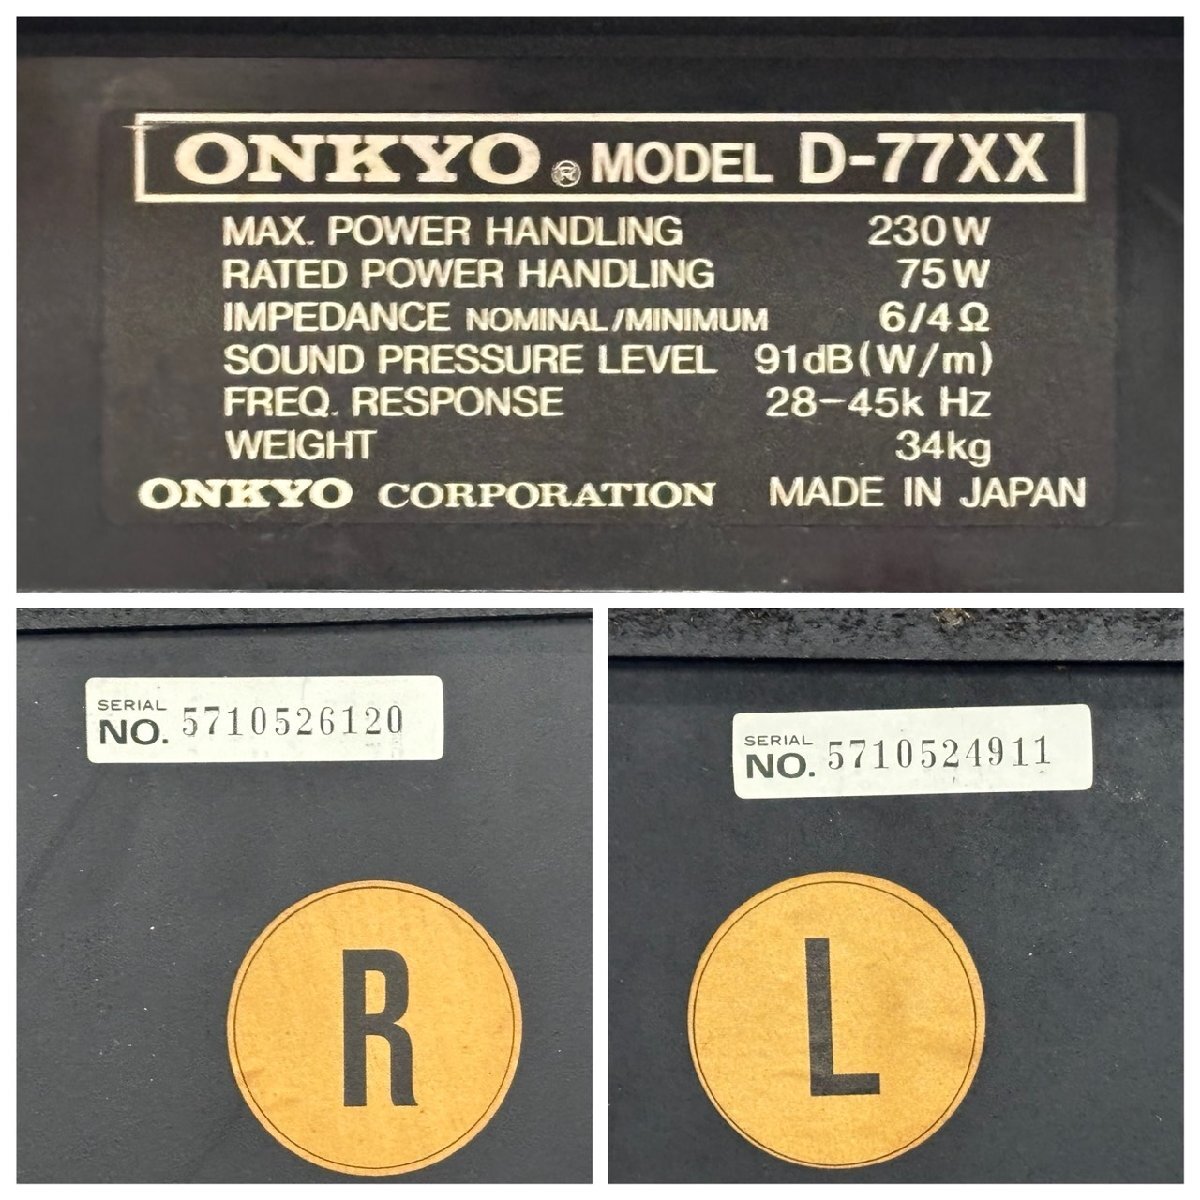 ONKYO® MODEL D-77XX
MAX. POWER HANDLING 230W
RATED POWER HANDLING 75W
IMPEDANCE NOMINAL/MINIMUM 6/4Ω
SOUND PRESSURE LEVEL 91dB(W/m)
FREQ. RESPONSE 28-45k Hz
WEIGHT 34kg
ONKYO CORPORATION MADE IN JAPAN
SERIAL
NO. 5710526120
R
SERIAL
NO. 5710524911
L